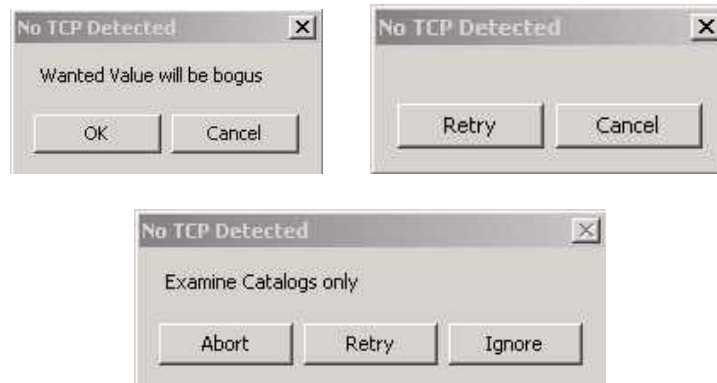 No TCP Detected
Wanted Value will be bogus
OK Cancel
No TCP Detected
Retry Cancel
No TCP Detected
Examine Catalogs only
Abort Retry Ignore